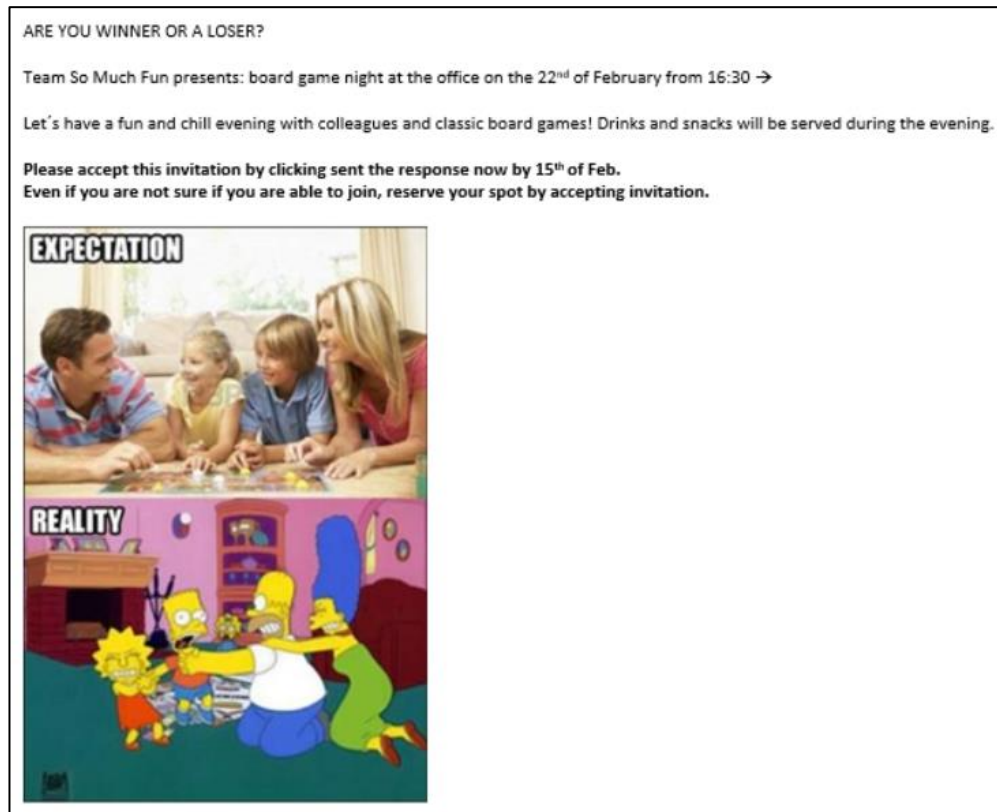 ARE YOU WINNER OR A LOSER?
Team So Much Fun presents: board game night at the office on the 22nd of February from 16:30 →
Let´s have a fun and chill evening with colleagues and classic board games! Drinks and snacks will be served during the evening.
Please accept this invitation by clicking sent the response now by 15th of Feb.
Even if you are not sure if you are able to join, reserve your spot by accepting invitation.
EXPECTATION
REALITY